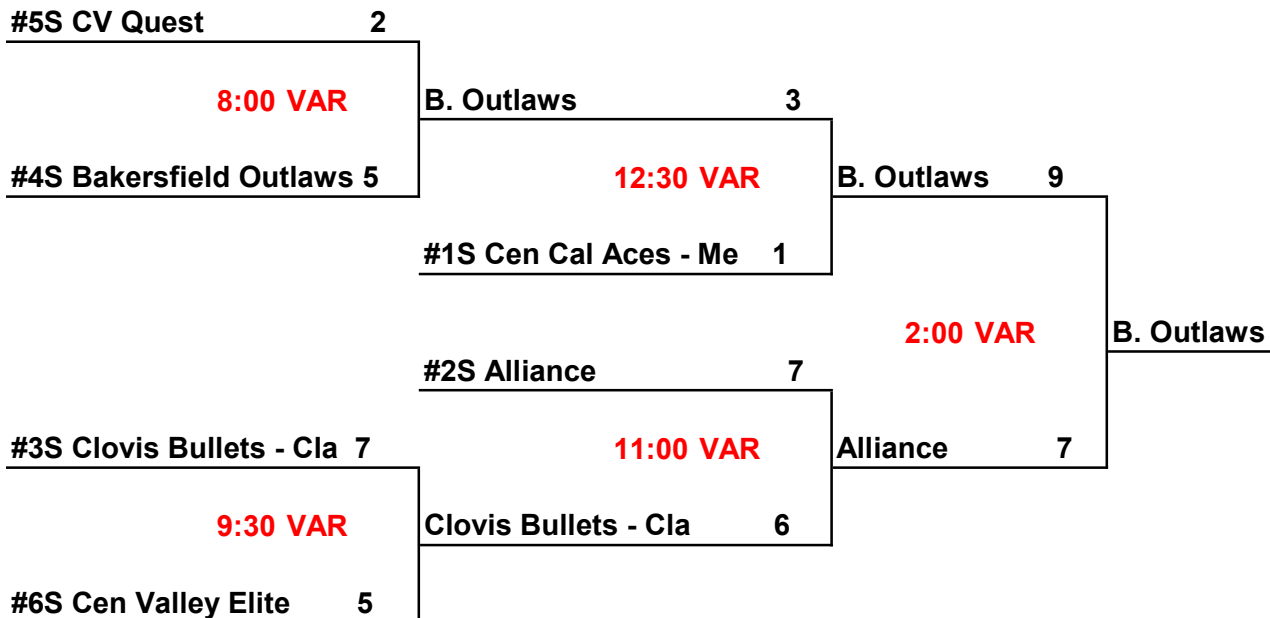 #5S CV Quest 2
8:00 VAR
B. Outlaws 3
#4S Bakersfield Outlaws 5
12:30 VAR
B. Outlaws 9
#1S Cen Cal Aces - Me 1
2:00 VAR
B. Outlaws
#2S Alliance 7
#3S Clovis Bullets - Cla 7
11:00 VAR
Alliance 7
9:30 VAR
Clovis Bullets - Cla 6
#6S Cen Valley Elite 5